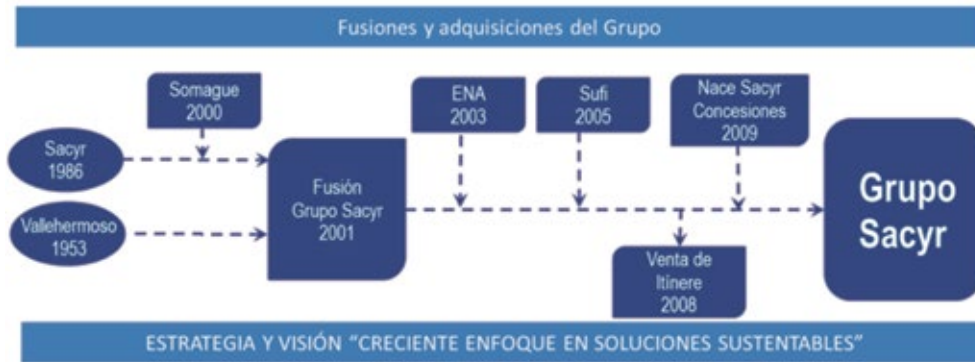 Fusiones y adquisiciones del Grupo
Somague
2000
ENA
2003
Sufi
2005
Nace Sacyr
Concesiones
2009
Sacyr
1986
Vallehermoso
1953
Fusión
Grupo Sacyr
2001
Venta de
Itínere
2008
Grupo
Sacyr
ESTRATEGIA Y VISIÓN “CRECIENTE ENFOQUE EN SOLUCIONES SUSTENTABLES”